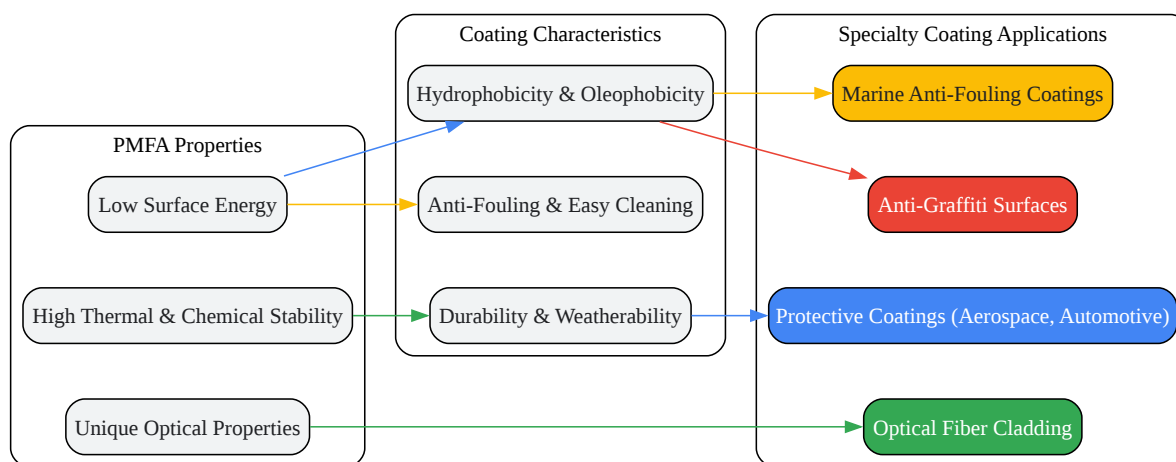 PMFA Properties
Low Surface Energy
High Thermal & Chemical Stability
Unique Optical Properties
Coating Characteristics
Hydrophobicity & Oleophobicity
Anti-Fouling & Easy Cleaning
Durability & Weatherability
Specialty Coating Applications
Marine Anti-Fouling Coatings
Anti-Graffiti Surfaces
Protective Coatings (Aerospace, Automotive)
Optical Fiber Cladding